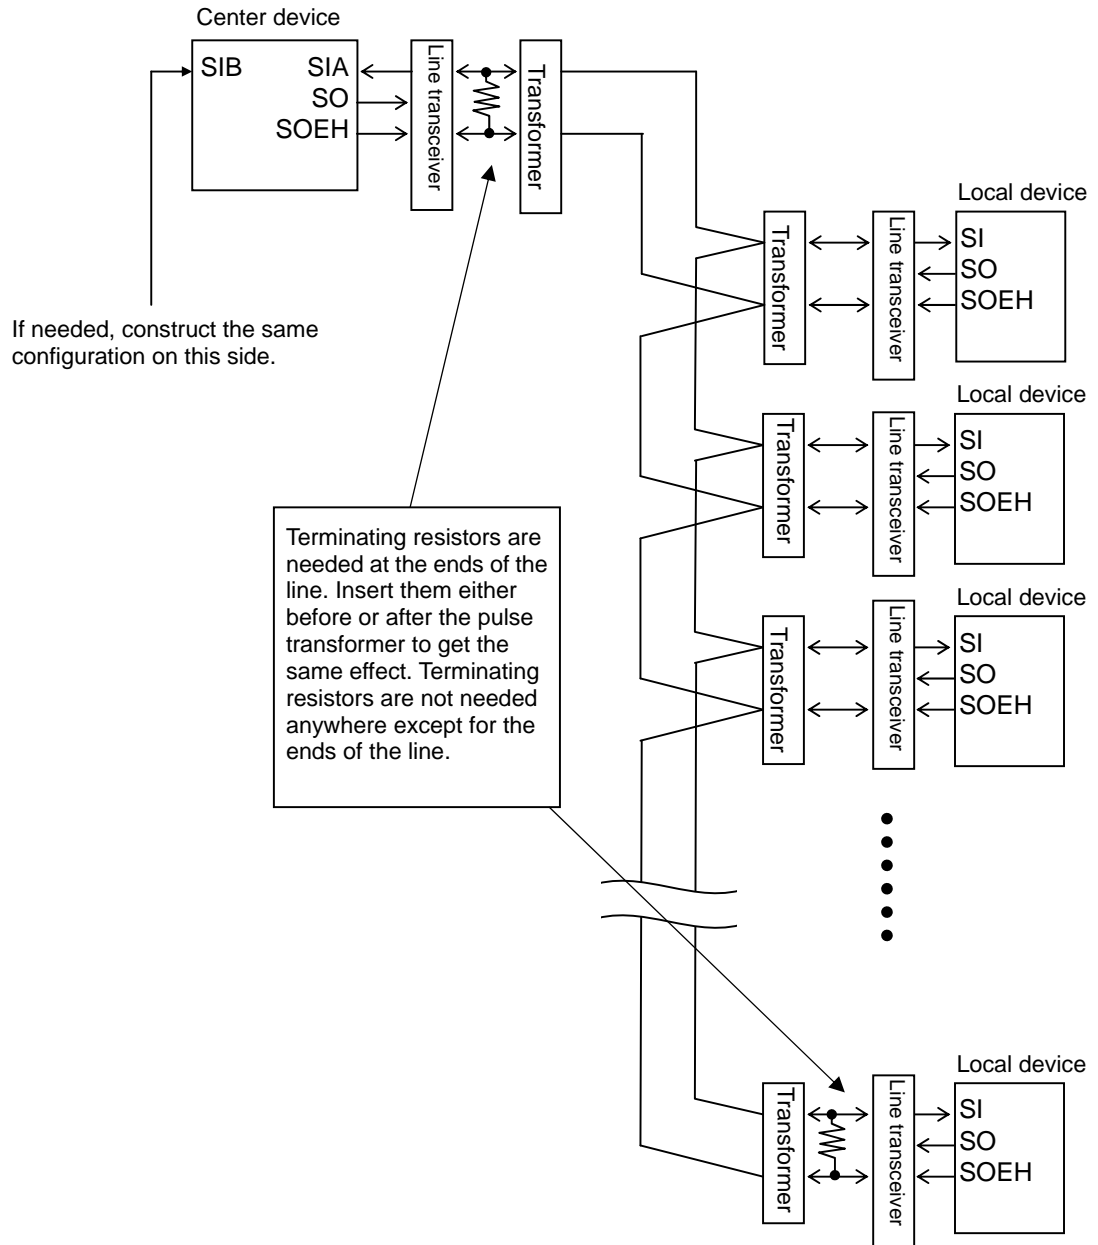 Center device
SIB
SIA
SO
SOEH
Line transceiver
Transformer
If needed, construct the same
configuration on this side.
Local device
Transformer
Line transceiver
SI
SO
SOEH
Local device
Transformer
Line transceiver
SI
SO
SOEH
Terminating resistors are
needed at the ends of the
line. Insert them either
before or after the pulse
transformer to get the
same effect. Terminating
resistors are not needed
anywhere except for the
ends of the line.
Local device
Transformer
Line transceiver
SI
SO
SOEH
Local device
Transformer
Line transceiver
SI
SO
SOEH